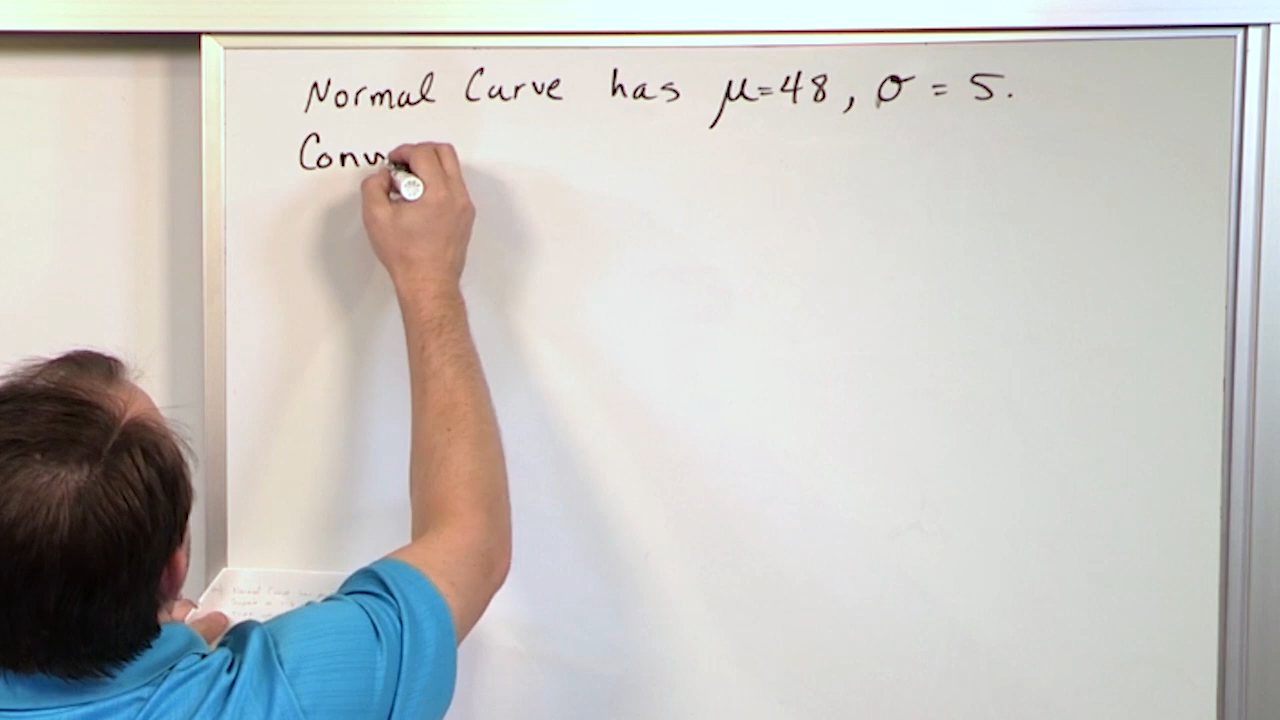 Normal Curve has μ=48, σ = 5.
Conv